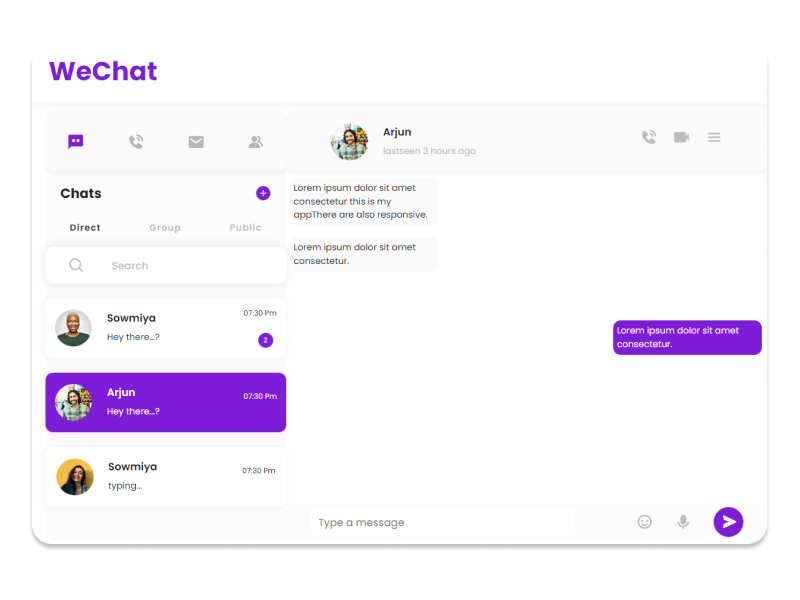 WeChat
Arjun
lastseen 3 hours ago
Chats
Direct Group Public
Search
Sowmiya 07:30 Pm
Hey there...? 2
Arjun 07:30 Pm
Hey there...?
Sowmiya 07:30 Pm
typing...
Lorem ipsum dolor sit amet
consectetur this is my
appThere are also responsive.
Lorem ipsum dolor sit amet
consectetur.
Lorem ipsum dolor sit amet
consectetur.
Type a message